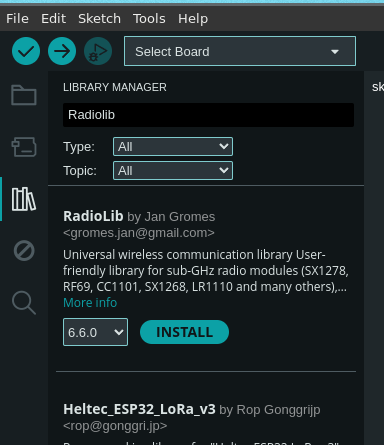 File Edit Sketch Tools Help
Select Board
sk
LIBRARY MANAGER
Radiolib
Type: All
Topic: All
RadioLib by Jan Gromes
<gromes.jan@gmail.com>
Universal wireless communication library User-
friendly library for sub-GHz radio modules (SX1278,
RF69, CC1101, SX1268, LR1110 and many others),...
More info
6.6.0 INSTALL
Heltec_ESP32_LoRa_v3 by Rop Gonggrijp
<rop@gonggri.jp>